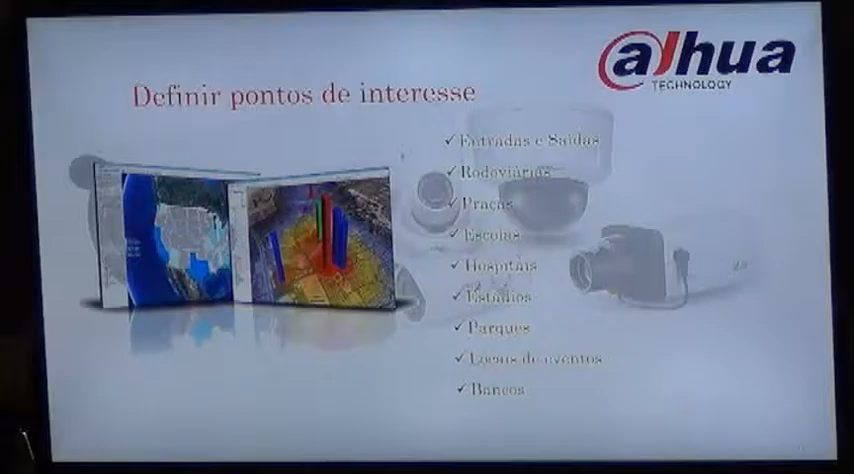 alhua
TECHNOLOGY
Definir pontos de interesse
✓ Entradas e Saídas
✓ Rodoviárias
✓ Praças
✓ Escolas
✓ Hospitais
✓ Estádios
✓ Parques
✓ Locais de eventos
✓ Bancos